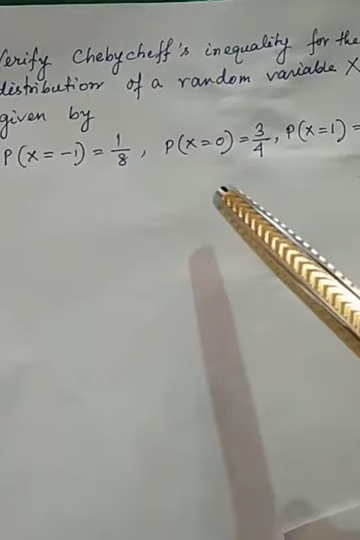 Verify Chebycheff's inequality for the
distribution of a random variable X
given by
P(X=-1) = 1/8, P(X=0) = 3/4, P(X=1) =